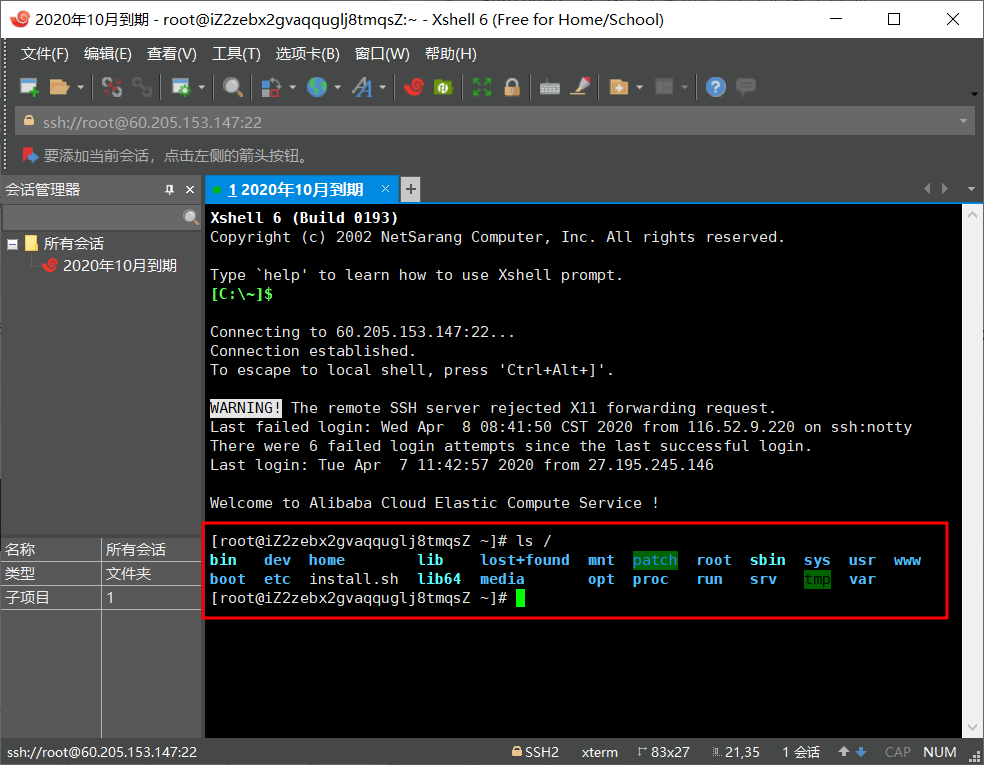 2020年10月到期 - root@iZ2zebx2gvaqquglj8tmqsZ:~ - Xshell 6 (Free for Home/School)
文件(F) 编辑(E) 查看(V) 工具(T) 选项卡(B) 窗口(W) 帮助(H)
ssh://root@60.205.153.147:22
要添加当前会话，点击左侧的箭头按钮。
会话管理器
1 2020年10月到期
所有会话
2020年10月到期
Xshell 6 (Build 0193)
Copyright (c) 2002 NetSarang Computer, Inc. All rights reserved.
Type `help' to learn how to use Xshell prompt.
[C:\~]$
Connecting to 60.205.153.147:22...
Connection established.
To escape to local shell, press 'Ctrl+Alt+]'.
WARNING! The remote SSH server rejected X11 forwarding request.
Last failed login: Wed Apr  8 08:41:50 CST 2020 from 116.52.9.220 on ssh:notty
There were 6 failed login attempts since the last successful login.
Last login: Tue Apr  7 11:42:57 2020 from 27.195.245.146
Welcome to Alibaba Cloud Elastic Compute Service !
[root@iZ2zebx2gvaqquglj8tmqsZ ~]# ls /
bin dev home lib lost+found mnt patch root sbin sys usr www
boot etc install.sh lib64 media opt proc run srv tmp var
[root@iZ2zebx2gvaqquglj8tmqsZ ~]#
名称 所有会话
类型 文件夹
子项目 1
ssh://root@60.205.153.147:22 SSH2 xterm 83x27 21,35 1 会话 CAP NUM